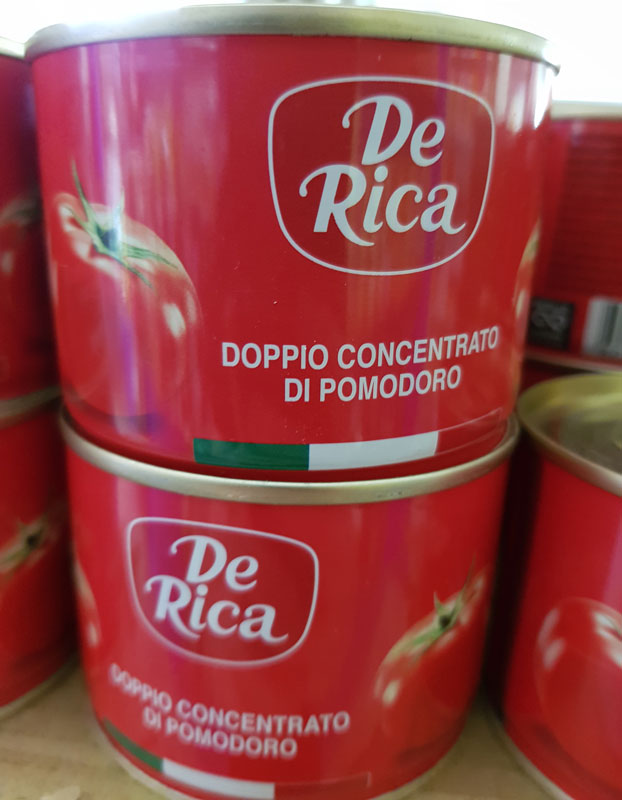 De
Rica
DOPPIO CONCENTRATO
DI POMODORO
De
Rica
DOPPIO CONCENTRATO
DI POMODORO